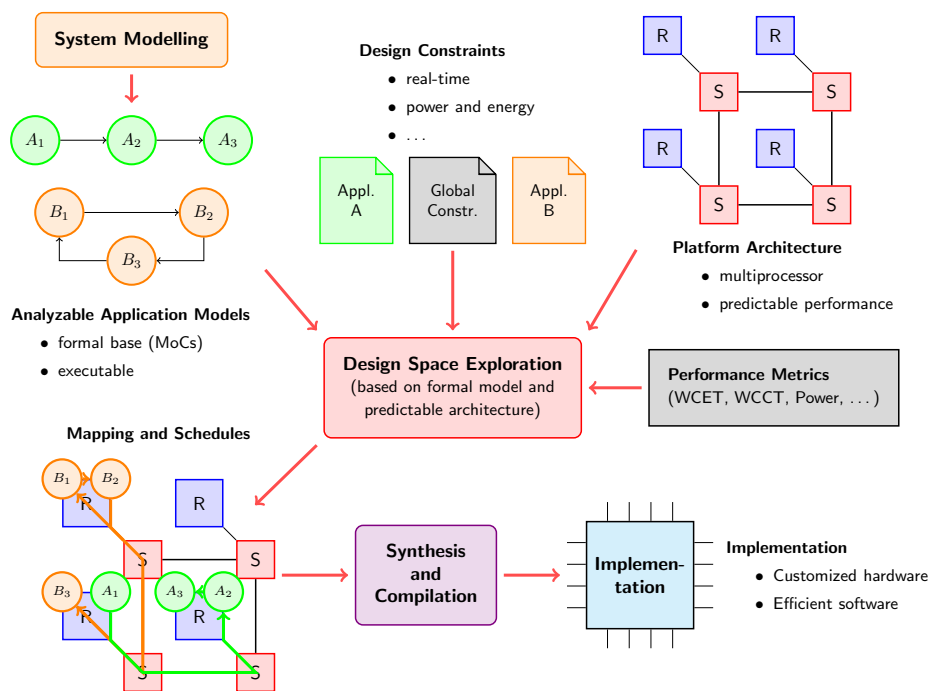 System Modelling
A1
A2
A3
B1
B2
B3
Analyzable Application Models
• formal base (MoCs)
• executable
Design Constraints
• real-time
• power and energy
• . . .
Appl.
A
Global
Constr.
Appl.
B
R
R
S
S
R
R
S
S
Platform Architecture
• multiprocessor
• predictable performance
Design Space Exploration
(based on formal model and
predictable architecture)
Performance Metrics
(WCET, WCCT, Power, . . . )
Mapping and Schedules
B1
B2
R
R
S
S
B3
A1
A3
A2
R
R
S
S
Synthesis
and
Compilation
Implemen-
tation
Implementation
• Customized hardware
• Efficient software